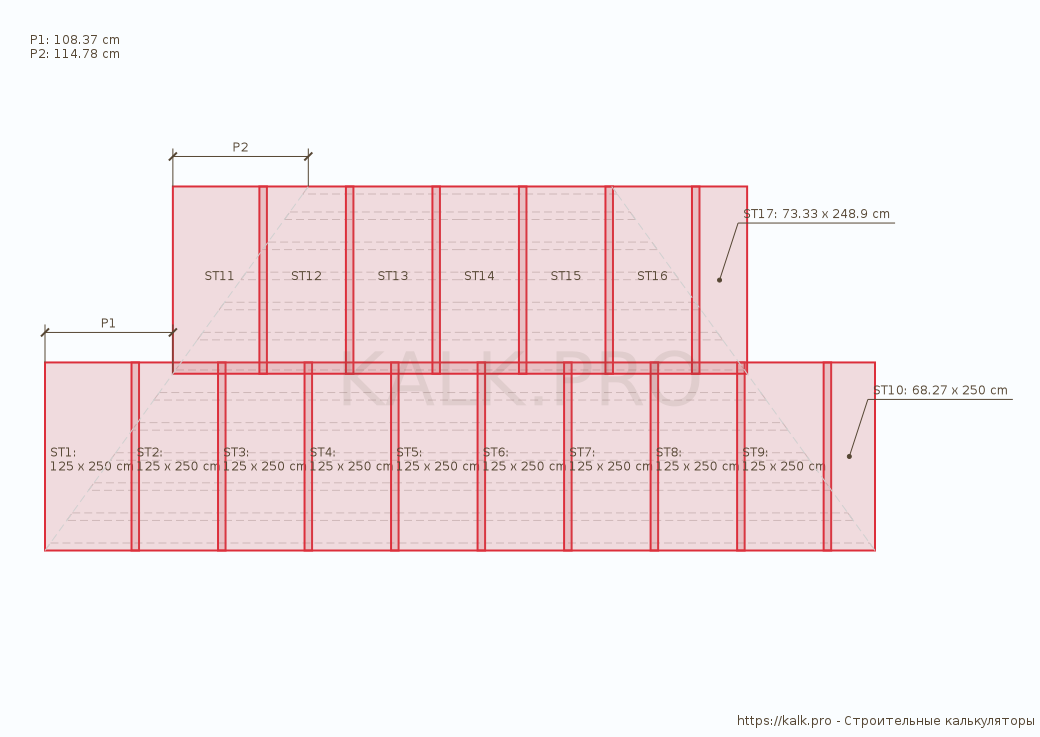 P1: 108.37 cm
P2: 114.78 cm
P2
ST17: 73.33 x 248.9 cm
ST11
ST12
ST13
ST14
ST15
ST16
P1
KALK.PRO
ST10: 68.27 x 250 cm
ST1:
125 x 250 cm
ST2:
125 x 250 cm
ST3:
125 x 250 cm
ST4:
125 x 250 cm
ST5:
125 x 250 cm
ST6:
125 x 250 cm
ST7:
125 x 250 cm
ST8:
125 x 250 cm
ST9:
125 x 250 cm
https://kalk.pro - Строительные калькуляторы